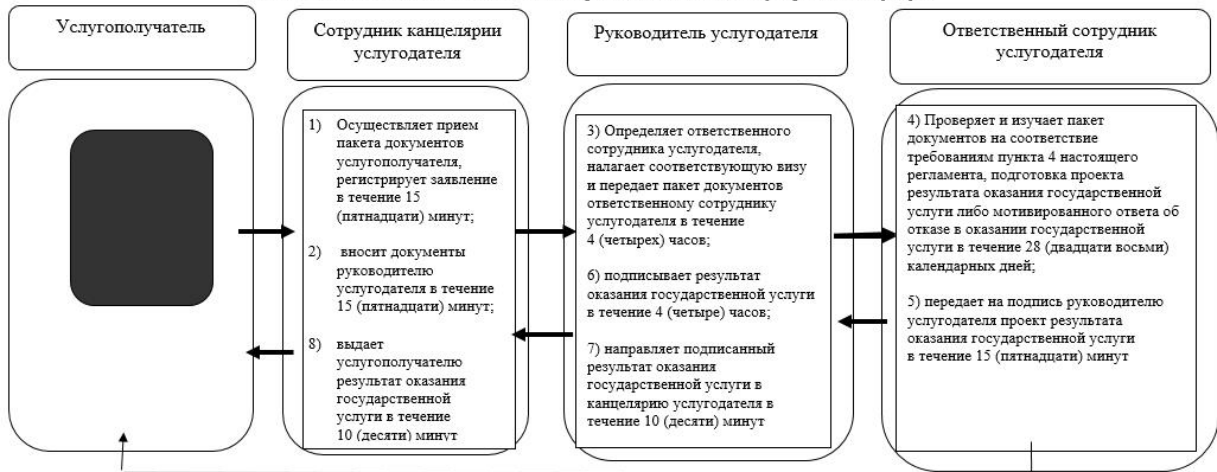 Услугополучатель
Сотрудник канцелярии
услугодателя
Руководитель услугодателя
Ответственный сотрудник
услугодателя
1) Осуществляет прием
пакета документов
услугополучателя,
регистрирует заявление
в течение 15
(пятнадцати) минут;
2) вносит документы
руководителю
услугодателя в течение
15 (пятнадцати) минут;
8) выдает
услугополучателю
результат оказания
государственной
услуги в течение
10 (десяти) минут
3) Определяет ответственного
сотрудника услугодателя,
налагает соответствующую визу
и передает пакет документов
ответственному сотруднику
услугодателя в течение
4 (четырех) часов;
6) подписывает результат
оказания государственной услуги
в течение 4 (четыре) часов;
7) направляет подписанный
результат оказания
государственной услуги в
канцелярию услугодателя в
течение 10 (десяти) минут
4) Проверяет и изучает пакет
документов на соответствие
требованиям пункта 4 настоящего
регламента, подготовка проекта
результата оказания государственной
услуги либо мотивированного ответа об
отказе в оказании государственной
услуги в течение 28 (двадцати восьми)
календарных дней;
5) передает на подпись руководителю
услугодателя проект результата
оказания государственной услуги
в течение 15 (пятнадцати) минут